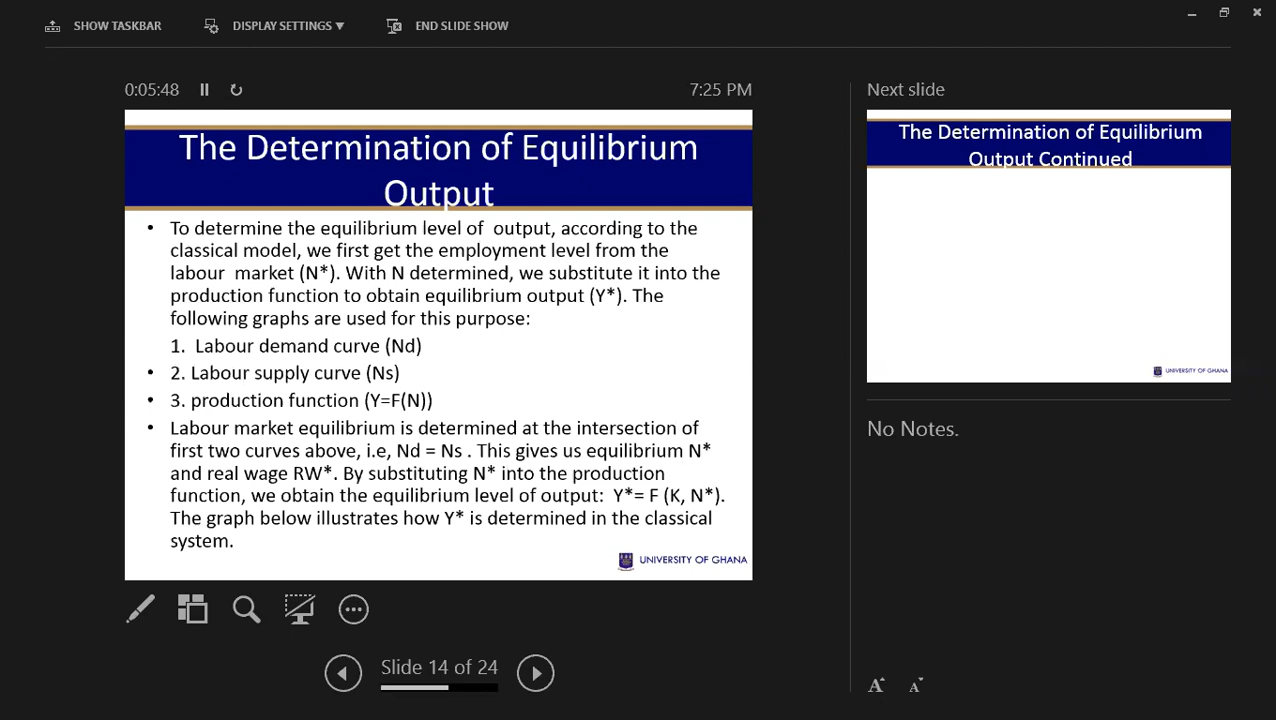 SHOW TASKBAR DISPLAY SETTINGS ▼ END SLIDE SHOW
0:05:48 7:25 PM
The Determination of Equilibrium
Output
• To determine the equilibrium level of output, according to the
classical model, we first get the employment level from the
labour market (N*). With N determined, we substitute it into the
production function to obtain equilibrium output (Y*). The
following graphs are used for this purpose:
1. Labour demand curve (Nd)
• 2. Labour supply curve (Ns)
• 3. production function (Y=F(N))
• Labour market equilibrium is determined at the intersection of
first two curves above, i.e, Nd = Ns . This gives us equilibrium N*
and real wage RW*. By substituting N* into the production
function, we obtain the equilibrium level of output: Y*= F (K, N*).
The graph below illustrates how Y* is determined in the classical
system.
UNIVERSITY OF GHANA
Slide 14 of 24
Next slide
The Determination of Equilibrium
Output Continued
UNIVERSITY OF GHANA
No Notes.
A A